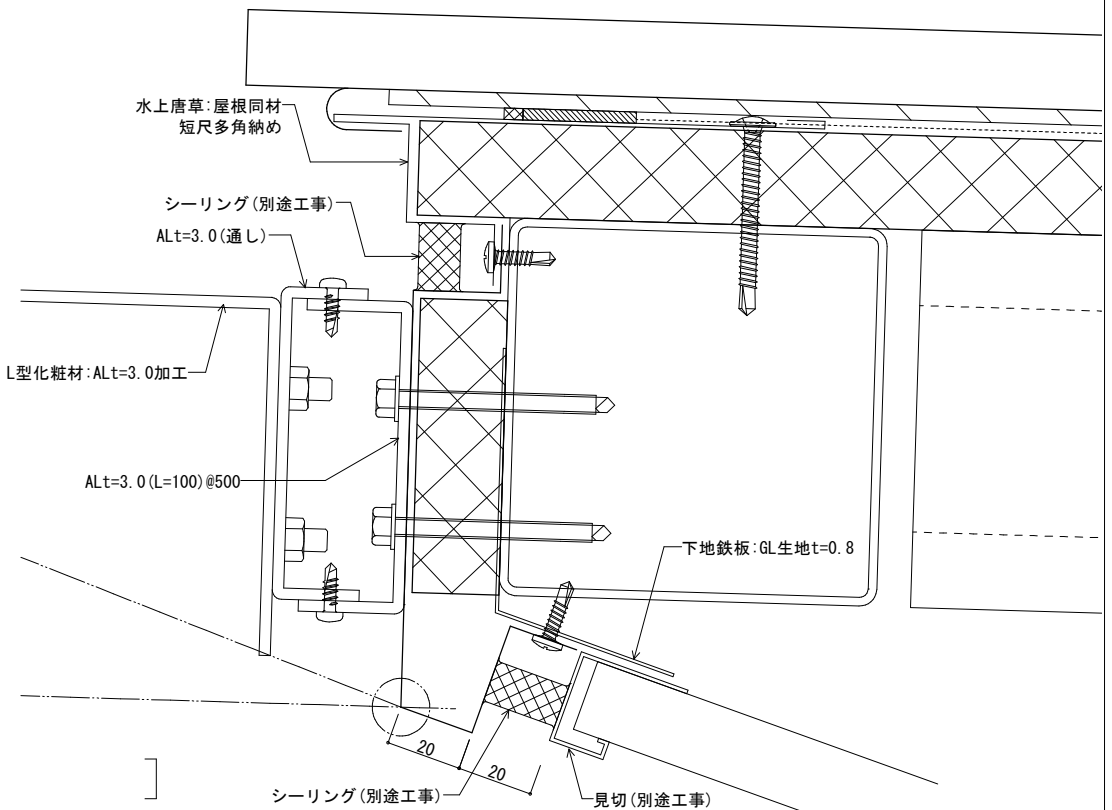 水上唐草:屋根同材
短尺多角納め
シーリング(別途工事)
ALt=3.0(通し)
L型化粧材:ALt=3.0加工
ALt=3.0(L=100)@500
下地鉄板:GL生地t=0.8
20
20
シーリング(別途工事)
見切(別途工事)